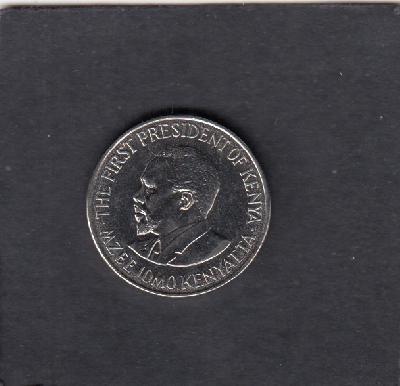 THE FIRST PRESIDENT OF KENYA
MZEE JOMO KENYATTA